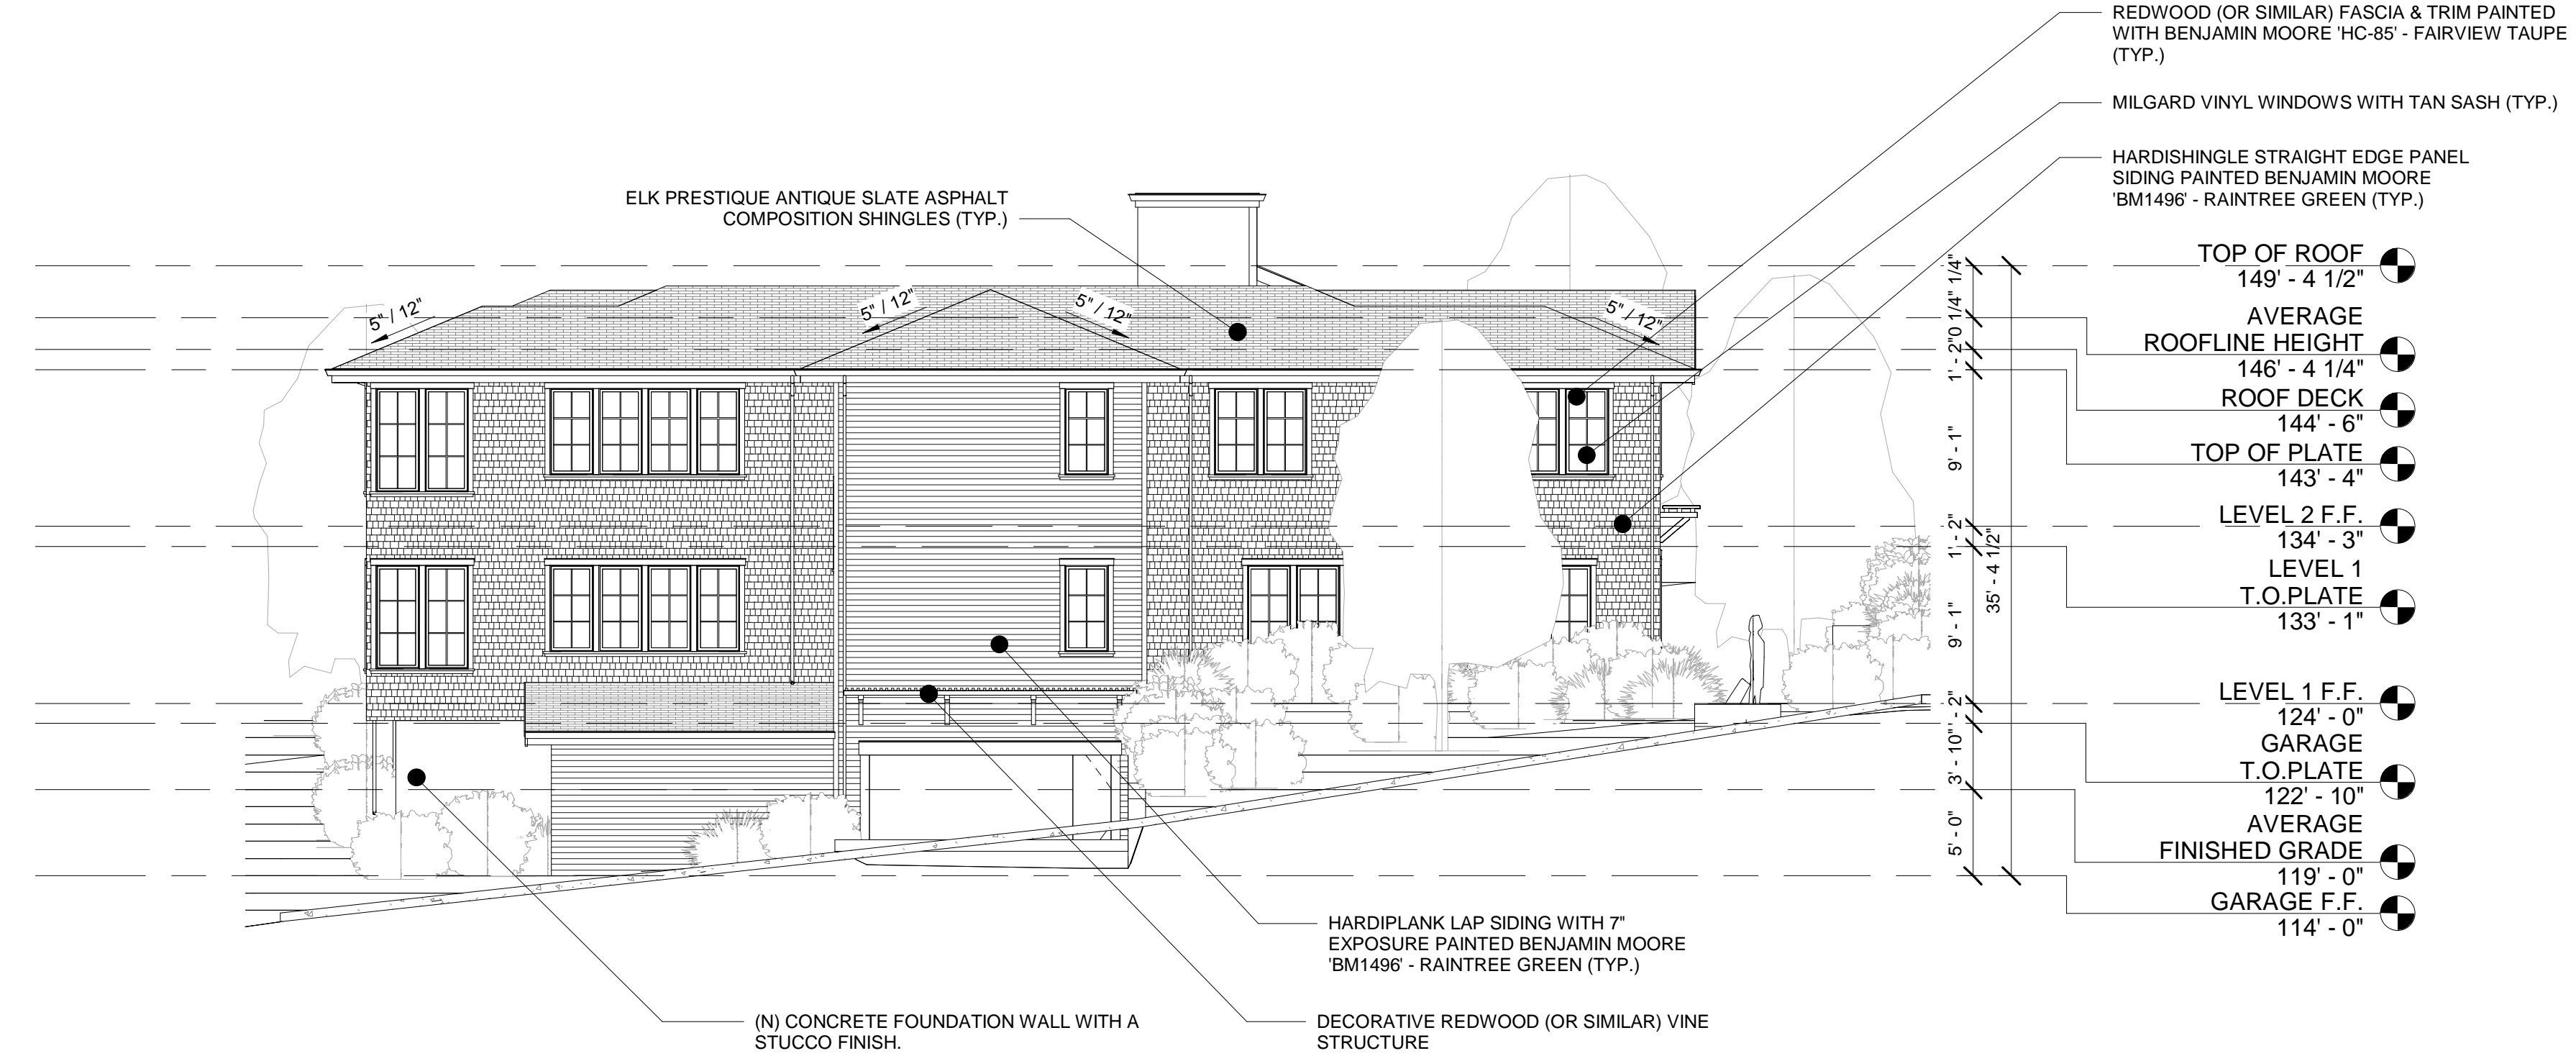 REDWOOD (OR SIMILAR) FASCIA & TRIM PAINTED
WITH BENJAMIN MOORE 'HC-85' - FAIRVIEW TAUPE
(TYP.)
MILGARD VINYL WINDOWS WITH TAN SASH (TYP.)
HARDISHINGLE STRAIGHT EDGE PANEL
SIDING PAINTED BENJAMIN MOORE
'BM1496' - RAINTREE GREEN (TYP.)
ELK PRESTIQUE ANTIQUE SLATE ASPHALT
COMPOSITION SHINGLES (TYP.)
5" / 12"
5" / 12"
5" / 12"
5" / 12"
TOP OF ROOF
149' - 4 1/2"
AVERAGE
ROOFLINE HEIGHT
146' - 4 1/4"
ROOF DECK
144' - 6"
TOP OF PLATE
143' - 4"
LEVEL 2 F.F.
134' - 3"
LEVEL 1
T.O.PLATE
133' - 1"
LEVEL 1 F.F.
124' - 0"
GARAGE
T.O.PLATE
122' - 10"
AVERAGE
FINISHED GRADE
119' - 0"
GARAGE F.F.
114' - 0"
1/4"
1/4"
1' - 2"
9' - 1"
1' - 2"
9' - 1"
- 2"
3' - 10"
5' - 0"
35' - 4 1/2"
HARDIPLANK LAP SIDING WITH 7"
EXPOSURE PAINTED BENJAMIN MOORE
'BM1496' - RAINTREE GREEN (TYP.)
(N) CONCRETE FOUNDATION WALL WITH A
STUCCO FINISH.
DECORATIVE REDWOOD (OR SIMILAR) VINE
STRUCTURE